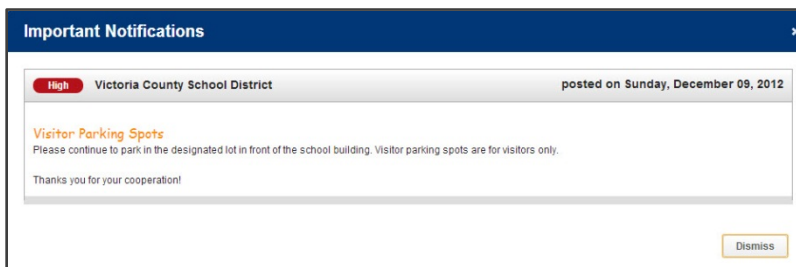 Important Notifications
High Victoria County School District posted on Sunday, December 09, 2012
Visitor Parking Spots
Please continue to park in the designated lot in front of the school building. Visitor parking spots are for visitors only.
Thanks you for your cooperation!
Dismiss